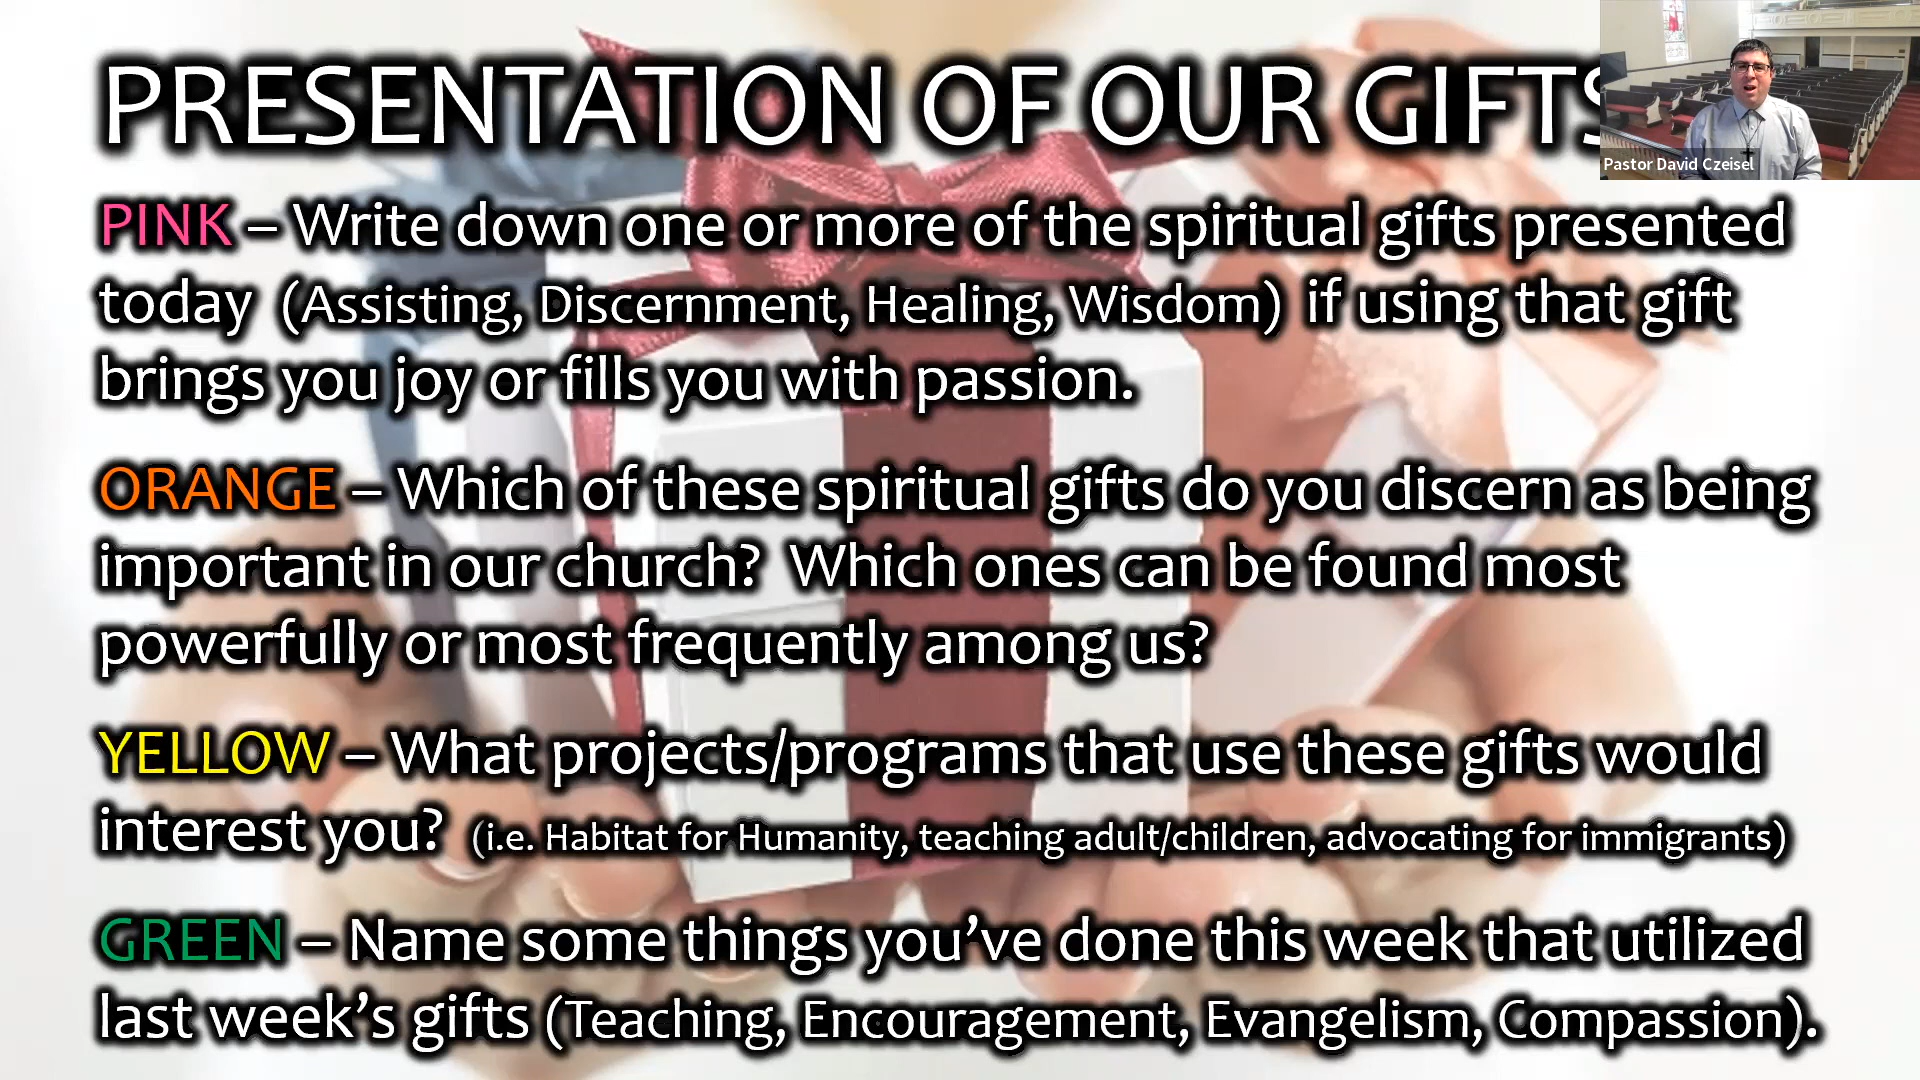 PRESENTATION OF OUR GIFTS
Pastor David Czeisel
PINK – Write down one or more of the spiritual gifts presented
today (Assisting, Discernment, Healing, Wisdom) if using that gift
brings you joy or fills you with passion.
ORANGE – Which of these spiritual gifts do you discern as being
important in our church? Which ones can be found most
powerfully or most frequently among us?
YELLOW – What projects/programs that use these gifts would
interest you? (i.e. Habitat for Humanity, teaching adult/children, advocating for immigrants)
GREEN – Name some things you’ve done this week that utilized
last week’s gifts (Teaching, Encouragement, Evangelism, Compassion).